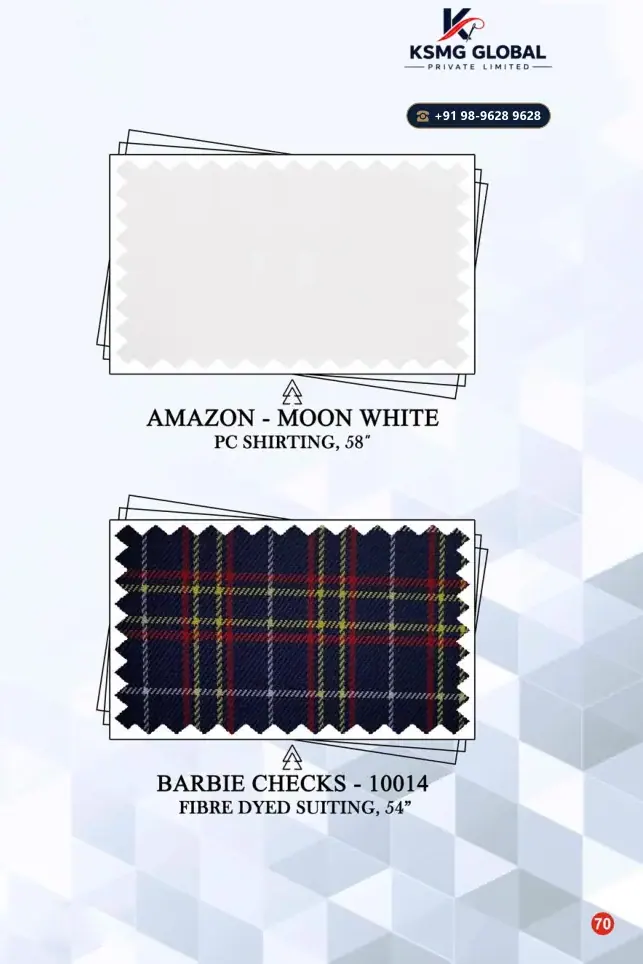 KSMG GLOBAL
PRIVATE LIMITED
+91 98-9628 9628
AMAZON - MOON WHITE
PC SHIRTING, 58"
BARBIE CHECKS - 10014
FIBRE DYED SUITING, 54”
70